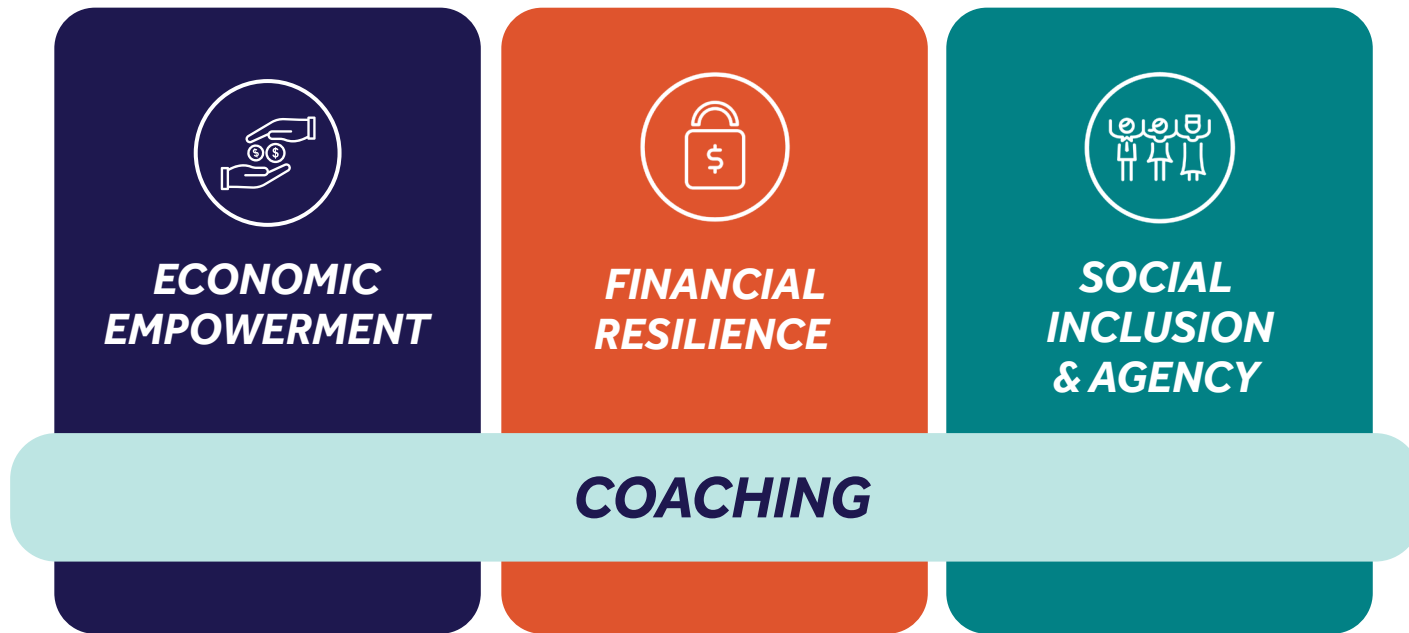 ECONOMIC
EMPOWERMENT
FINANCIAL
RESILIENCE
SOCIAL
INCLUSION
& AGENCY
COACHING